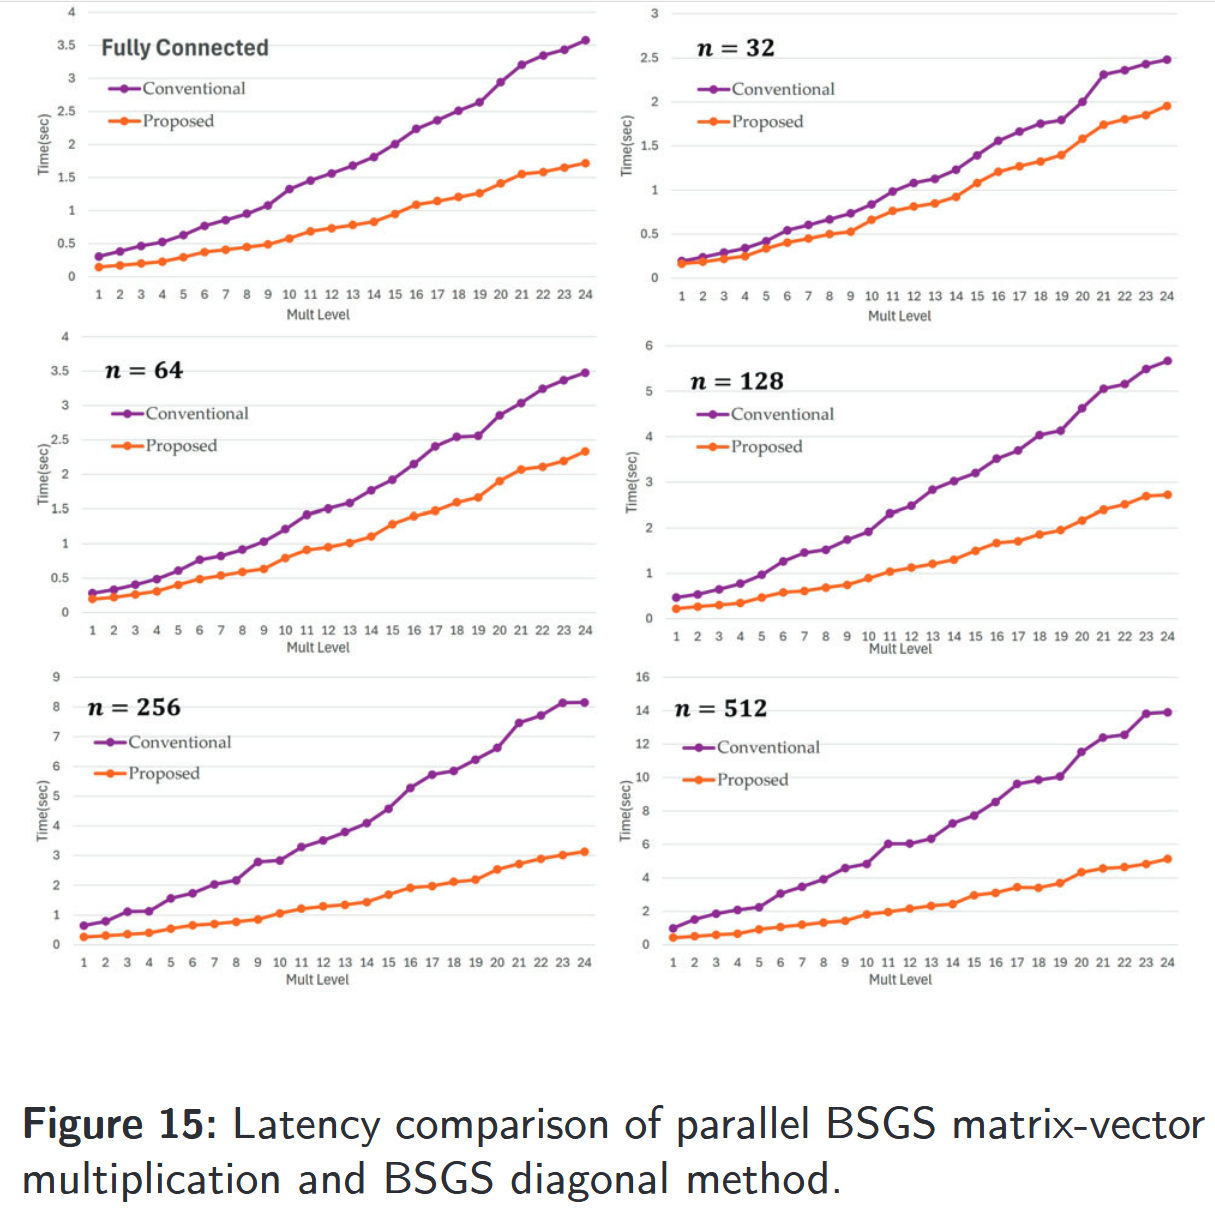 4
3.5
3
2.5
2
1.5
1
0.5
0
Time(sec)
Fully Connected
Conventional
Proposed
1 2 3 4 5 6 7 8 9 10 11 12 13 14 15 16 17 18 19 20 21 22 23 24
Mult Level
3
2.5
2
1.5
1
0.5
0
Time(sec)
n = 32
Conventional
Proposed
1 2 3 4 5 6 7 8 9 10 11 12 13 14 15 16 17 18 19 20 21 22 23 24
Mult Level
4
3.5
3
2.5
2
1.5
1
0.5
0
Time(sec)
n = 64
Conventional
Proposed
1 2 3 4 5 6 7 8 9 10 11 12 13 14 15 16 17 18 19 20 21 22 23 24
Mult Level
6
5
4
3
2
1
0
Time(sec)
n = 128
Conventional
Proposed
1 2 3 4 5 6 7 8 9 10 11 12 13 14 15 16 17 18 19 20 21 22 23 24
Mult Level
9
8
7
6
5
4
3
2
1
0
Time(sec)
n = 256
Conventional
Proposed
1 2 3 4 5 6 7 8 9 10 11 12 13 14 15 16 17 18 19 20 21 22 23 24
Mult Level
16
14
12
10
8
6
4
2
0
Time(sec)
n = 512
Conventional
Proposed
1 2 3 4 5 6 7 8 9 10 11 12 13 14 15 16 17 18 19 20 21 22 23 24
Mult Level
Figure 15: Latency comparison of parallel BSGS matrix-vector
multiplication and BSGS diagonal method.